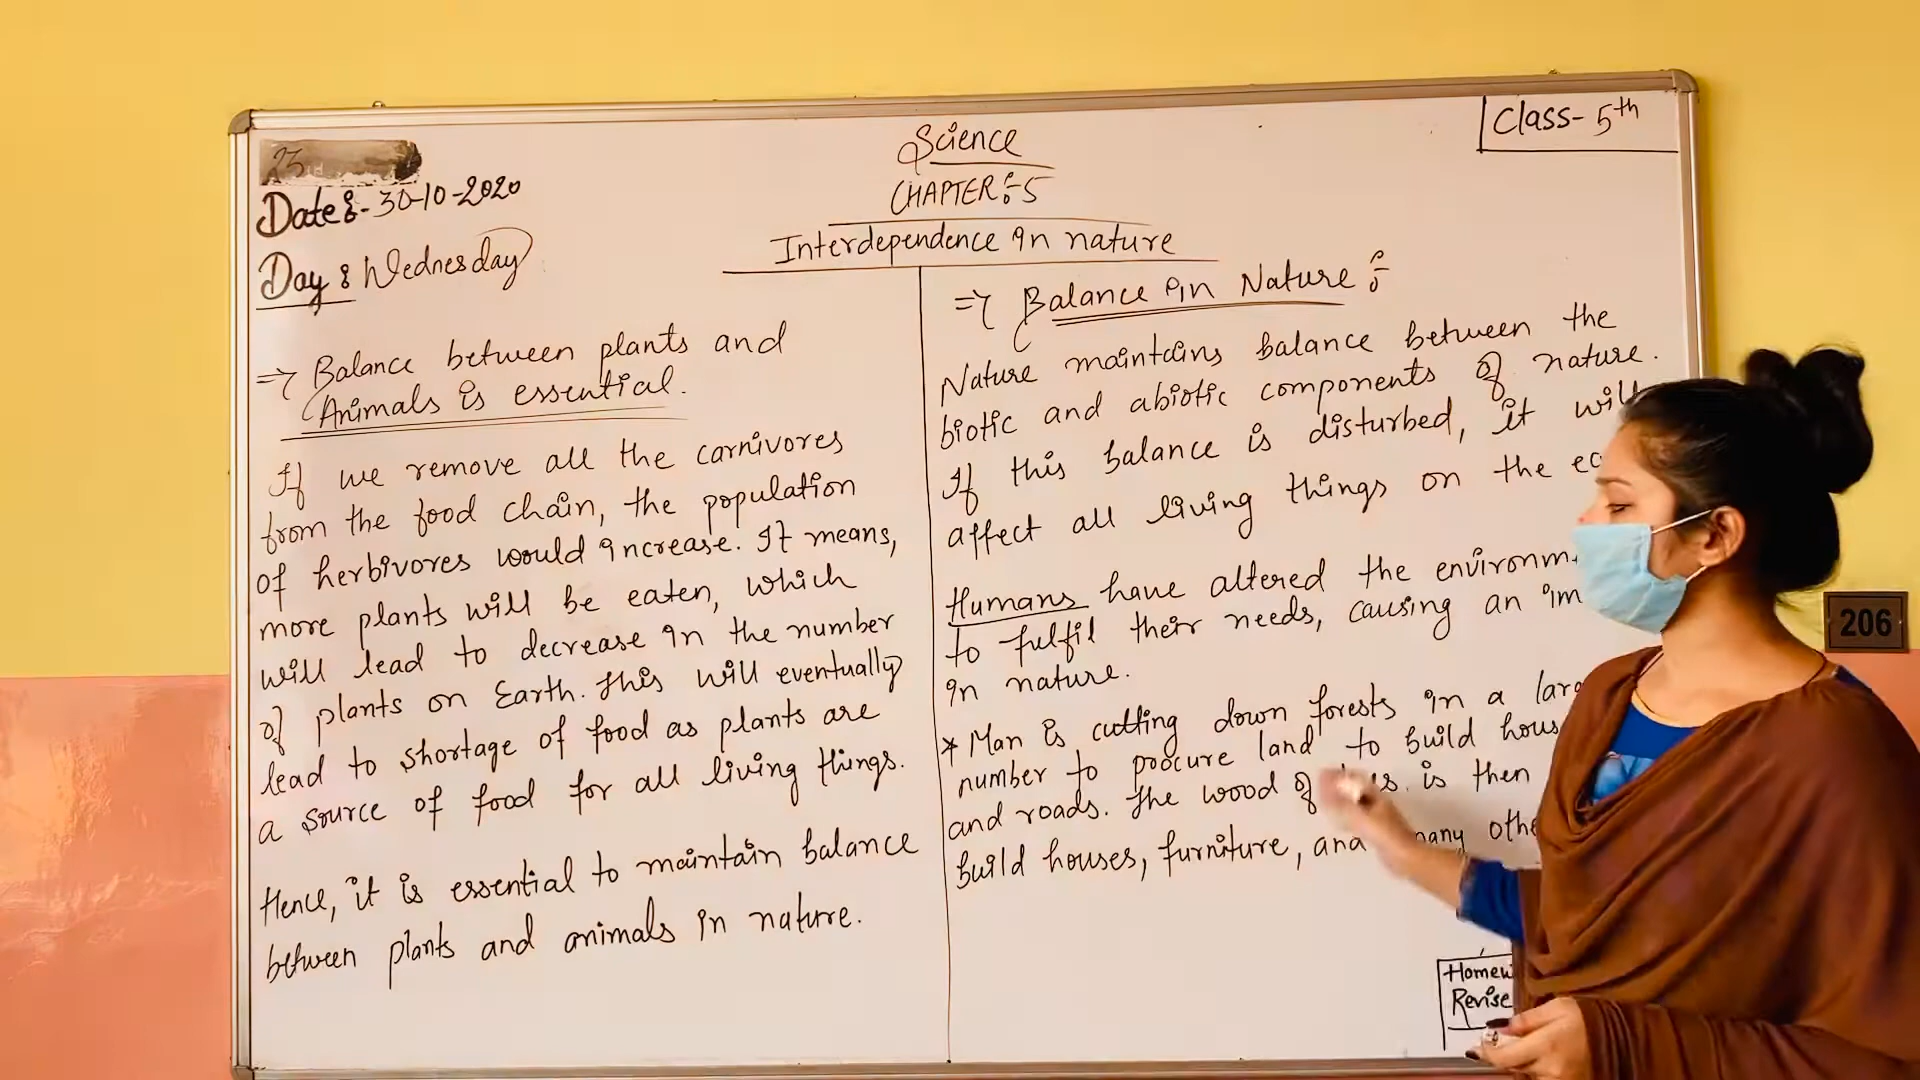 Science
Class- 5th
CHAPTER:-5
23
Date:- 30-10-2020
Day: Wednesday
Interdependence in nature
=> Balance between plants and
Animals is essential.
If we remove all the carnivores
from the food chain, the population
of herbivores would increase. It means,
more plants will be eaten, which
will lead to decrease in the number
of plants on Earth. This will eventually
lead to shortage of food as plants are
a source of food for all living things.
Hence, it is essential to maintain balance
between plants and animals in nature.
=> Balance in Nature :-
Nature maintains balance between the
biotic and abiotic components of nature.
If this balance is disturbed, it will
affect all living things on the
Humans have altered the
to fulfil their needs, causing an
in nature.
* Man is cutting down forests in a
number to procure land to build
and roads. The wood of is then
build houses, furniture, and
Revise
206